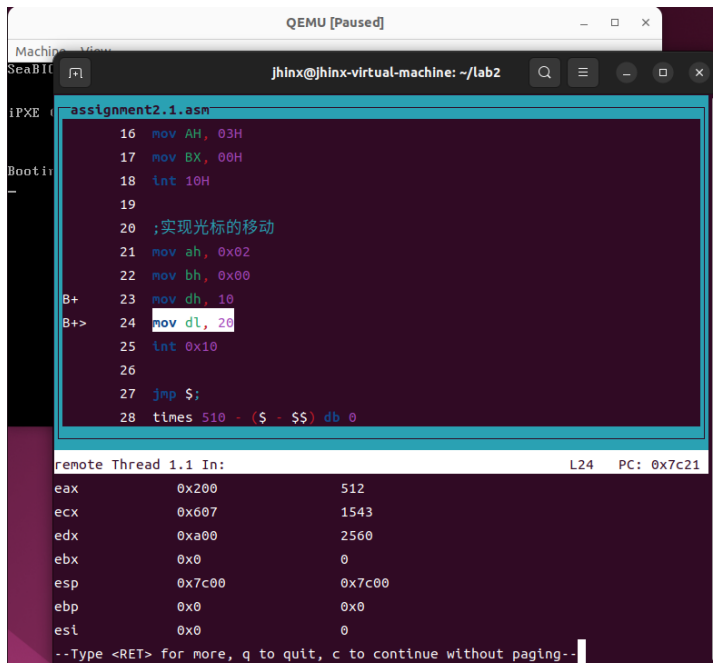 QEMU [Paused]
Machine View
SeaBIO
iPXE (
Bootin
jhinx@jhinx-virtual-machine: ~/lab2
assignment2.1.asm
16 mov AH, 03H
17 mov BX, 00H
18 int 10H
19
20 ;实现光标的移动
21 mov ah, 0x02
22 mov bh, 0x00
B+ 23 mov dh, 10
B+> 24 mov dl, 20
25 int 0x10
26
27 jmp $;
28 times 510 - ($ - $$) db 0
remote Thread 1.1 In: L24 PC: 0x7c21
eax 0x200 512
ecx 0x607 1543
edx 0xa00 2560
ebx 0x0 0
esp 0x7c00 0x7c00
ebp 0x0 0x0
esi 0x0 0
--Type <RET> for more, q to quit, c to continue without paging--